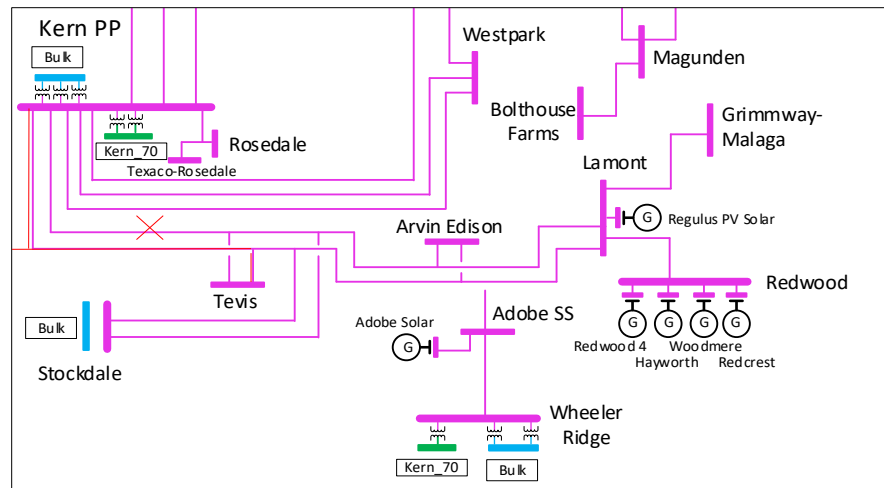 Kern PP
Bulk
Westpark
Magunden
Bolthouse
Farms
Grimmway-
Malaga
Rosedale
Kern_70
Texaco-Rosedale
Lamont
Arvin Edison
G
Regulus PV Solar
Tevis
Redwood
Bulk
Stockdale
Adobe Solar
G
Adobe SS
G
G
G
G
Redwood 4
Woodmere
Hayworth
Redcrest
Wheeler
Ridge
Kern_70
Bulk